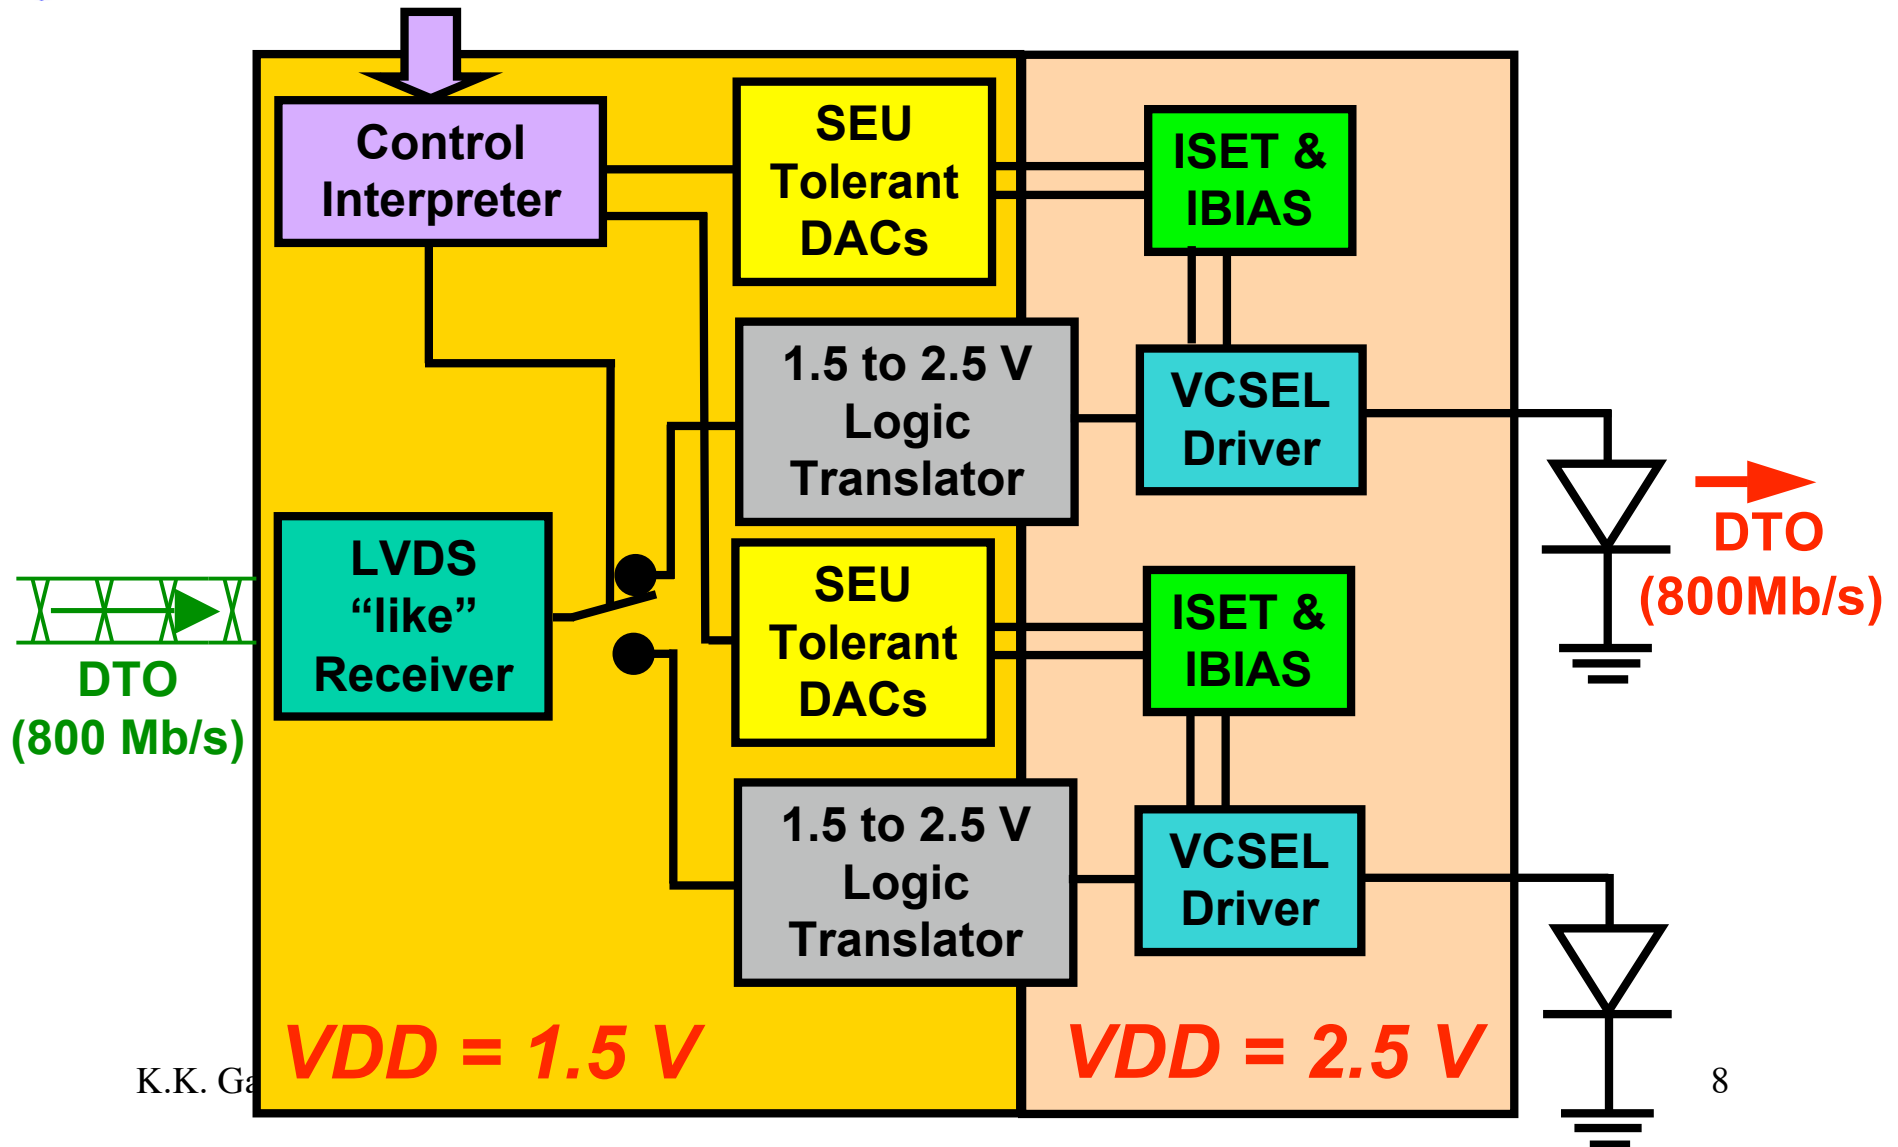 Control
Interpreter
SEU
Tolerant
DACs
ISET &
IBIAS
1.5 to 2.5 V
Logic
Translator
VCSEL
Driver
DTO
(800Mb/s)
LVDS
“like”
Receiver
DTO
(800 Mb/s)
SEU
Tolerant
DACs
ISET &
IBIAS
1.5 to 2.5 V
Logic
Translator
VCSEL
Driver
VDD = 1.5 V
VDD = 2.5 V
K.K.
8